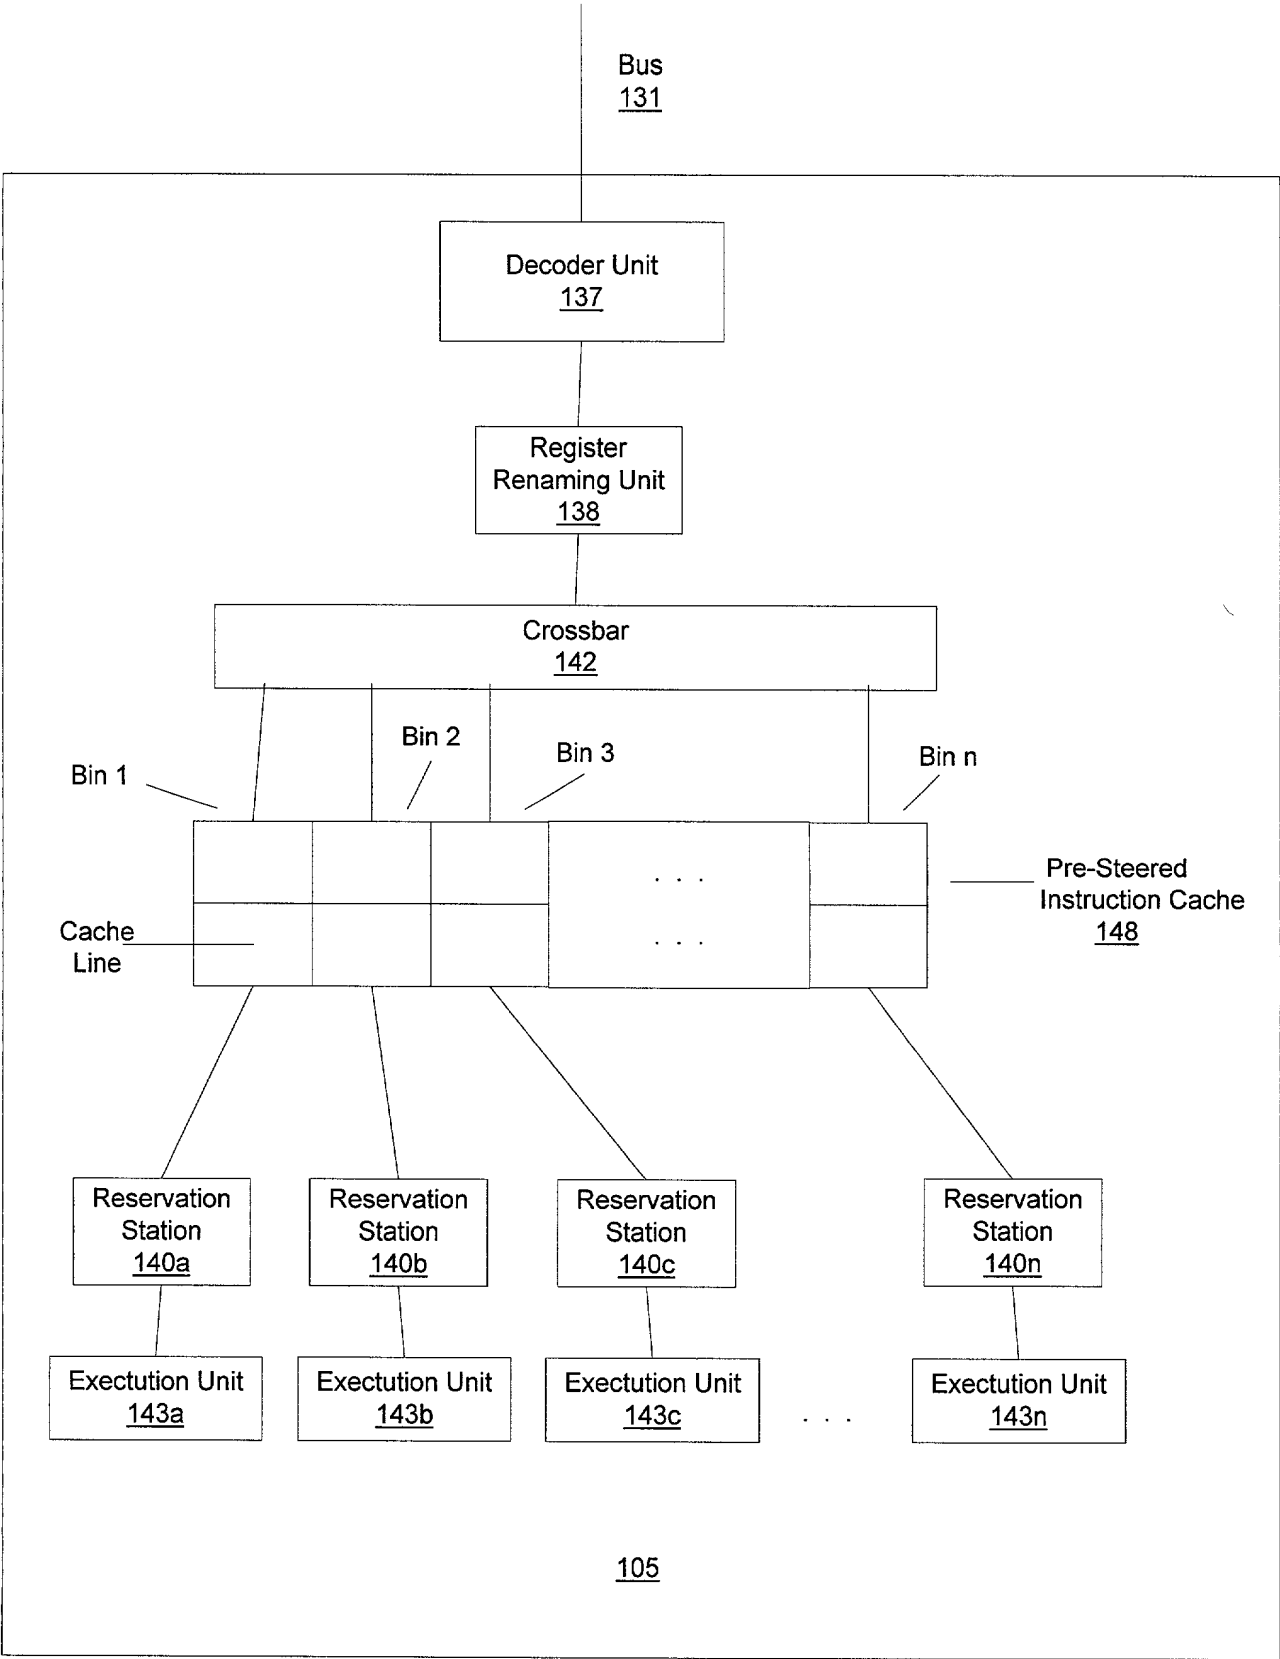 Bus
131
Decoder Unit
137
Register
Renaming Unit
138
Crossbar
142
Bin 1
Bin 2
Bin 3
Bin n
. . .
. . .
Pre-Steered
Instruction Cache
148
Cache
Line
Reservation
Station
140a
Reservation
Station
140b
Reservation
Station
140c
Reservation
Station
140n
Exectution Unit
143a
Exectution Unit
143b
Exectution Unit
143c
. . .
Exectution Unit
143n
105